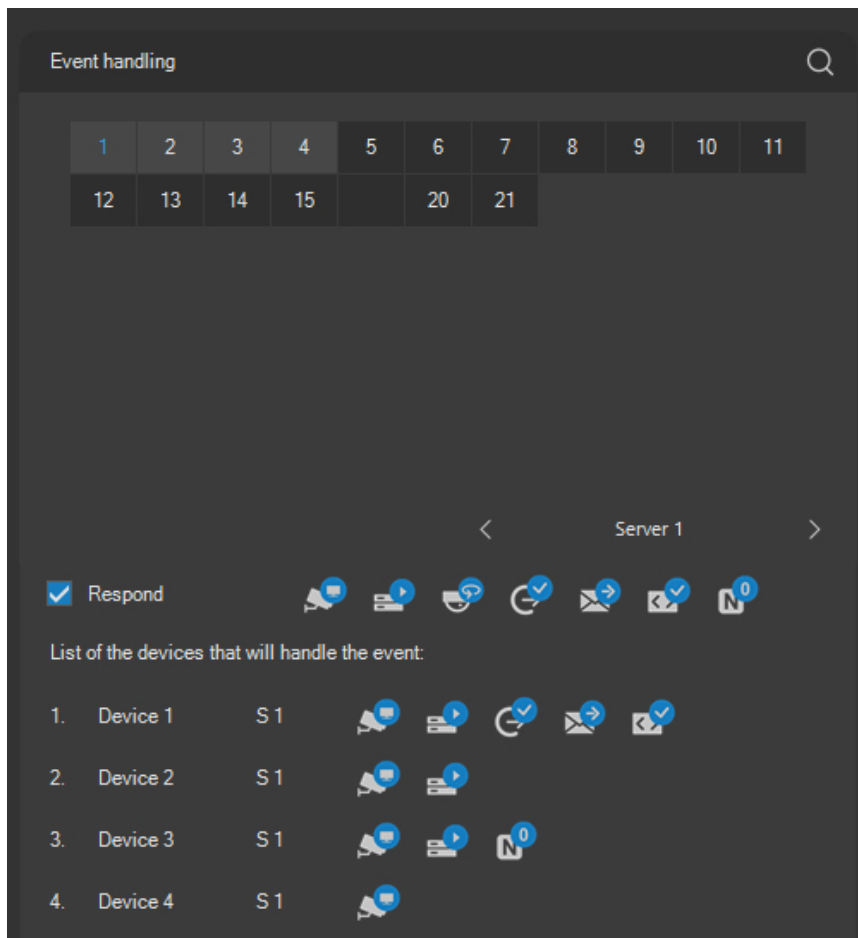 Event handling
1 2 3 4 5 6 7 8 9 10 11
12 13 14 15 20 21
Server 1
Respond N 0
List of the devices that will handle the event:
1. Device 1 S 1
2. Device 2 S 1
3. Device 3 S 1 N 0
4. Device 4 S 1